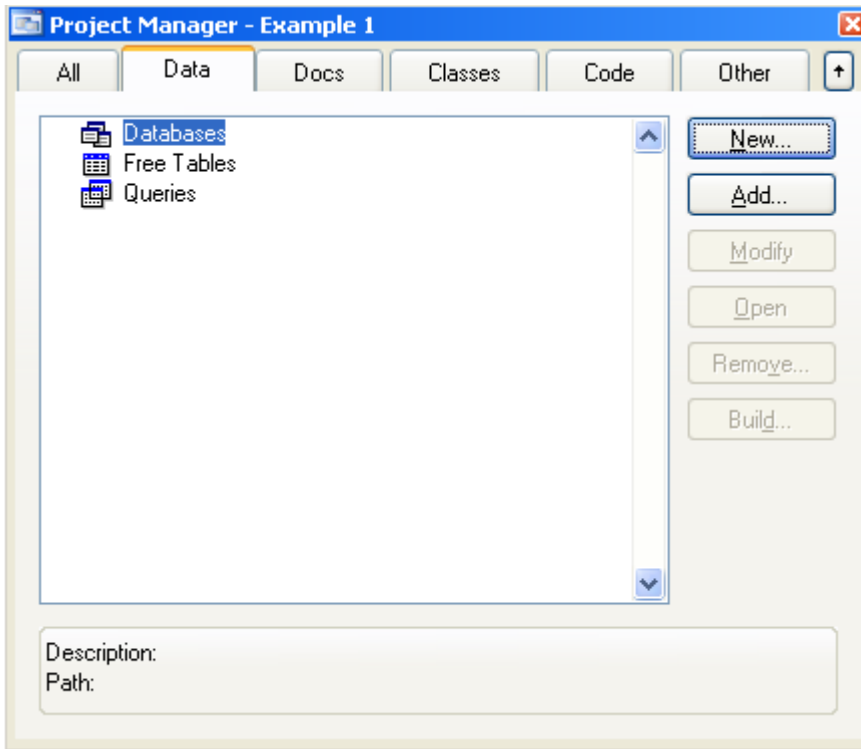 Project Manager - Example 1
All Data Docs Classes Code Other
Databases
Free Tables
Queries
New...
Add...
Modify
Open
Remove...
Build...
Description:
Path: